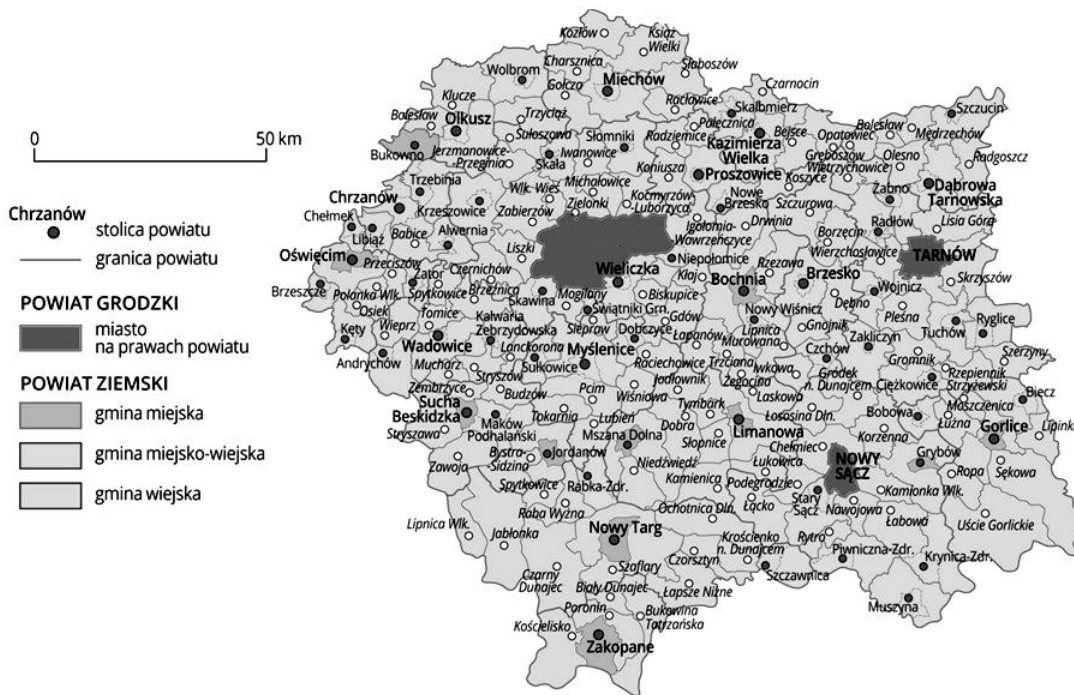 0
50 km
Chrzanów
stolica powiatu
granica powiatu
POWIAT GRODZKI
miasto
na prawach powiatu
POWIAT ZIEMSKI
gmina miejska
gmina miejsko-wiejska
gmina wiejska
Kozłów
Książ
Wielki
Charsznica
Słaboszów
Wolbrom
Miechów
Gołcza
Czarnocin
Klucze
Racławice
Skalbmierz
Szczucin
Bolesław
Trzyciąż
Pałecznica
Olkusz
Opatowiec
Bolesław
Mędrzechów
Sułoszowa
Słomniki
Radziemice
Bejsce
Bukowno
Jerzmanowice-
-Przeginia
Iwanowice
Kazimierza
Wielka
Gręboszów
Olesno
Radgoszcz
Skała
Koniusza
Proszowice
Wietrzychowice
Koszyce
Trzebinia
Wlk. Wieś
Michałowice
Nowe
Brzesko
Żabno
Dąbrowa
Tarnowska
Chrzanów
Krzeszowice
Zielonki
Kocmyrzów-
-Luborzyca
Szczurowa
Chełmek
Zabierzów
Igołomia-
-Wawrzeńczyce
Drwinia
Radłów
Lisia Góra
Libiąż
Babice
Alwernia
Borzęcin
Wierzchosławice
Oświęcim
Liszki
Niepołomice
Rzezawa
TARNÓW
Przeciszów
Czernichów
Wieliczka
Kłaj
Bochnia
Brzesko
Wojnicz
Skrzyszów
Brzeszcze
Zator
Polanka Wlk.
Spytkowice
Brzeźnica
Skawina
Mogilany
Biskupice
Dębno
Osiek
Tomice
Świątniki Grn.
Gdów
Nowy Wiśnicz
Pleśna
Kęty
Wieprz
Kalwaria
Zebrzydowska
Siepraw
Dobczyce
Łapanów
Lipnica
Murowana
Gnojnik
Zakliczyn
Tuchów
Ryglice
Andrychów
Wadowice
Lanckorona
Myślenice
Raciechowice
Trzciana
Czchów
Gromnik
Szerzyny
Mucharz
Sułkowice
Żegocina
Iwkowa
Gródek
n. Dunajcem
Rzepiennik
Strzyżewski
Stryszów
Zembrzyce
Pcim
Wiśniowa
Jodłownik
Laskowa
Ciężkowice
Biecz
Budzów
Sucha
Beskidzka
Tokarnia
Lubień
Tymbark
Łososina Dln.
Bobowa
Moszczenica
Łużna
Lipinki
Stryszawa
Maków
Podhalański
Mszana Dolna
Dobra
Limanowa
Korzenna
Gorlice
Bystra-
-Sidzina
Jordanów
Słopnice
Chełmiec
Grybów
Zawoja
Niedźwiedź
Łukowica
NOWY
SĄCZ
Ropa
Sękowa
Spytkowice
Rabka-Zdr.
Kamienica
Podegrodzie
Kamionka Wlk.
Raba Wyżna
Ochotnica Dln.
Łącko
Stary
Sącz
Nawojowa
Uście Gorlickie
Lipnica Wlk.
Jabłonka
Nowy Targ
Łabowa
Rytro
Krościenko
n. Dunajcem
Piwniczna-Zdr.
Krynica-Zdr.
Czarny
Dunajec
Szaflary
Czorsztyn
Szczawnica
Biały Dunajec
Łapsze Niżne
Muszyna
Poronin
Bukowina
Tatrzańska
Kościelisko
Zakopane